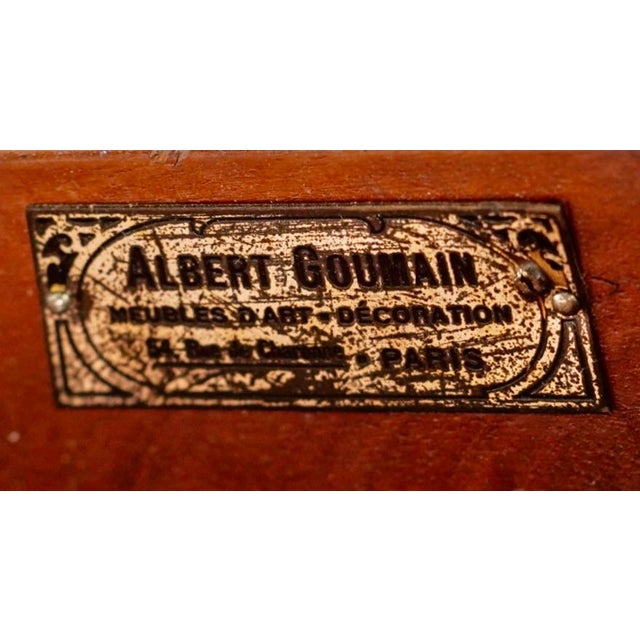 ALBERT GOUMAIN
MEUBLES D'ART - DÉCORATION
54, Rue de Charonne - PARIS